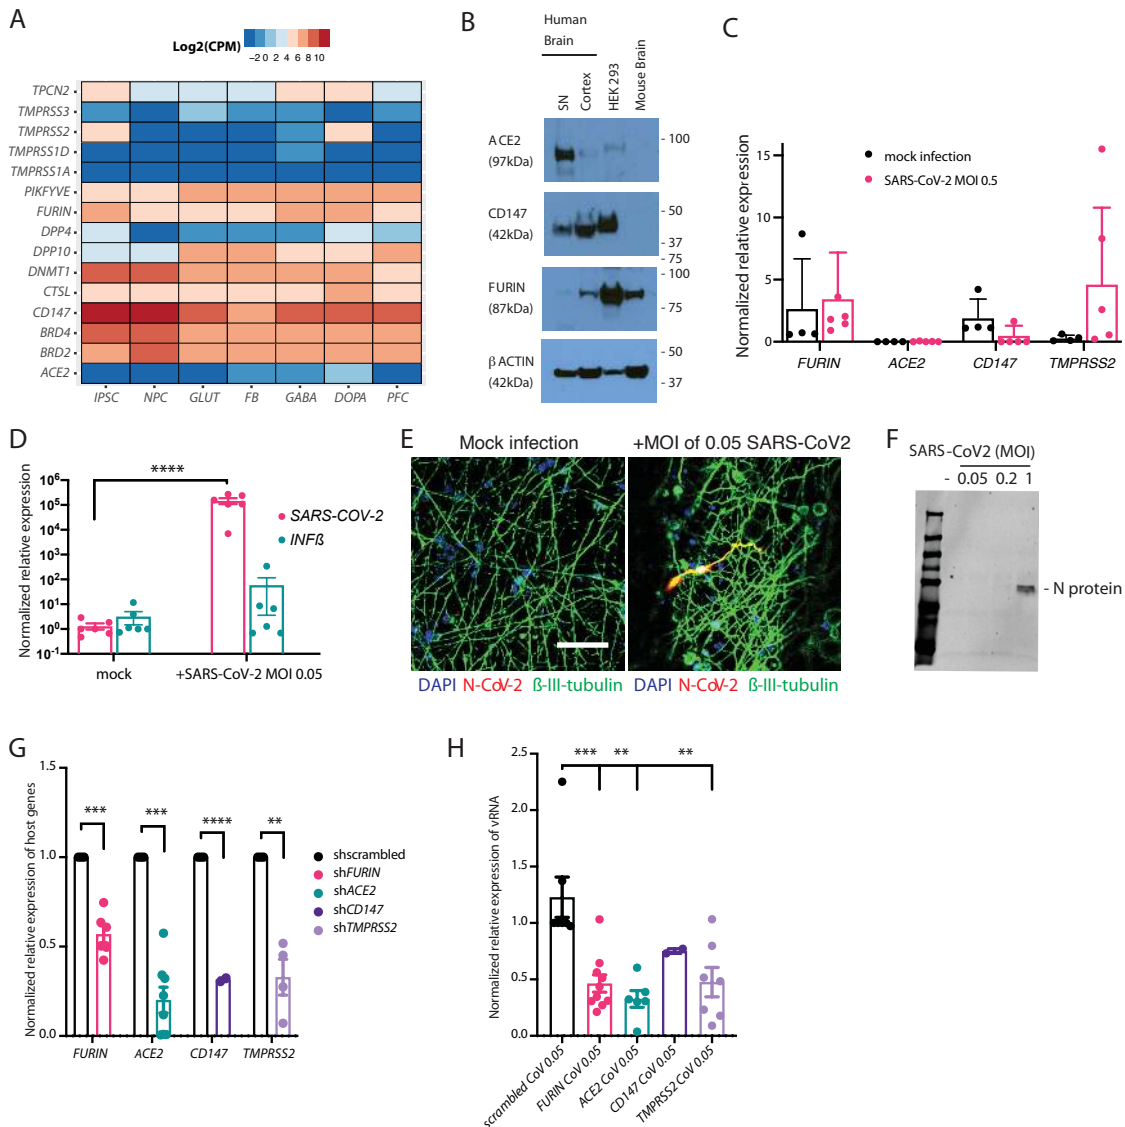 A
Log2(CPM)
-2 0 2 4 6 8 10
TPCN2
TMPRSS3
TMPRSS2
TMPRSS1D
TMPRSS1A
PIKFYVE
FURIN
DPP4
DPP10
DNMT1
CTSL
CD147
BRD4
BRD2
ACE2
IPSC NPC GLUT FB GABA DOPA PFC
B
Human
Brain
SN
Cortex
HEK 293
Mouse Brain
ACE2
(97kDa)
- 100
CD147
(42kDa)
- 50
- 37
- 75
FURIN
(87kDa)
- 100
- 75
β ACTIN
(42kDa)
- 50
- 37
C
Normalized relative expression
15
10
5
0
mock infection
SARS-CoV-2 MOI 0.5
FURIN ACE2 CD147 TMPRSS2
D
Normalized relative expression
10⁶
10⁵
10⁴
10³
10²
10¹
10⁰
10⁻¹
****
SARS-COV-2
INFß
mock +SARS-CoV-2 MOI 0.05
E
Mock infection +MOI of 0.05 SARS-CoV2
DAPI N-CoV-2 ß-III-tubulin DAPI N-CoV-2 ß-III-tubulin
F
SARS-CoV2 (MOI)
- 0.05 0.2 1
- N protein
G
Normalized relative expression of host genes
1.5
1.0
0.5
0.0
*** *** **** **
shscrambled
shFURIN
shACE2
shCD147
shTMPRSS2
FURIN ACE2 CD147 TMPRSS2
H
Normalized relative expression of vRNA
2.5
2.0
1.5
1.0
0.5
0.0
*** ** **
scrambled CoV 0.05
FURIN CoV 0.05
ACE2 CoV 0.05
CD147 CoV 0.05
TMPRSS2 CoV 0.05